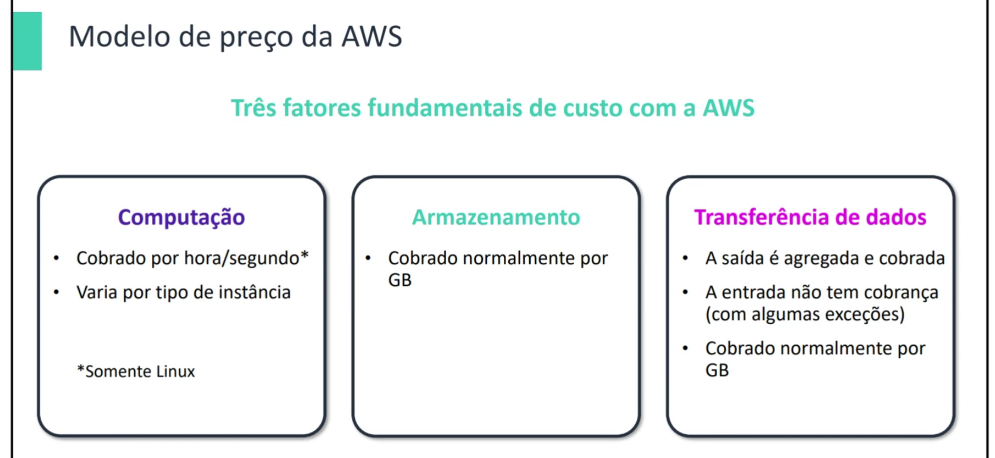 Modelo de preço da AWS
Três fatores fundamentais de custo com a AWS
Computação
• Cobrado por hora/segundo*
• Varia por tipo de instância
*Somente Linux
Armazenamento
• Cobrado normalmente por
GB
Transferência de dados
• A saída é agregada e cobrada
• A entrada não tem cobrança
(com algumas exceções)
• Cobrado normalmente por
GB